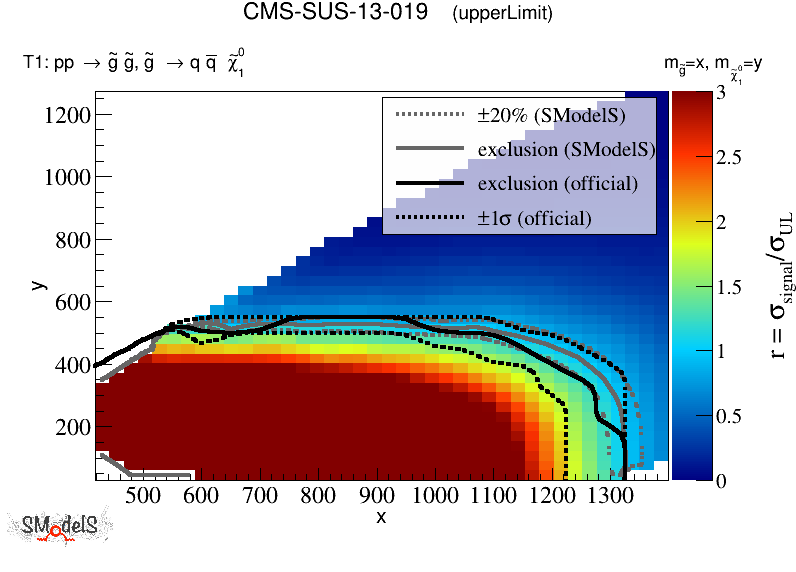 CMS-SUS-13-019 (upperLimit)
T1: pp → g̃ g̃, g̃ → q q̅ χ̃₁⁰
m_g̃=x, m_χ̃₁⁰=y
±20% (SModelS)
exclusion (SModelS)
exclusion (official)
±1σ (official)
1200
1000
800
600
400
200
y
500 600 700 800 900 1000 1100 1200 1300
x
3
2.5
2
1.5
1
0.5
0
r = σ_signal/σ_UL
SModelS